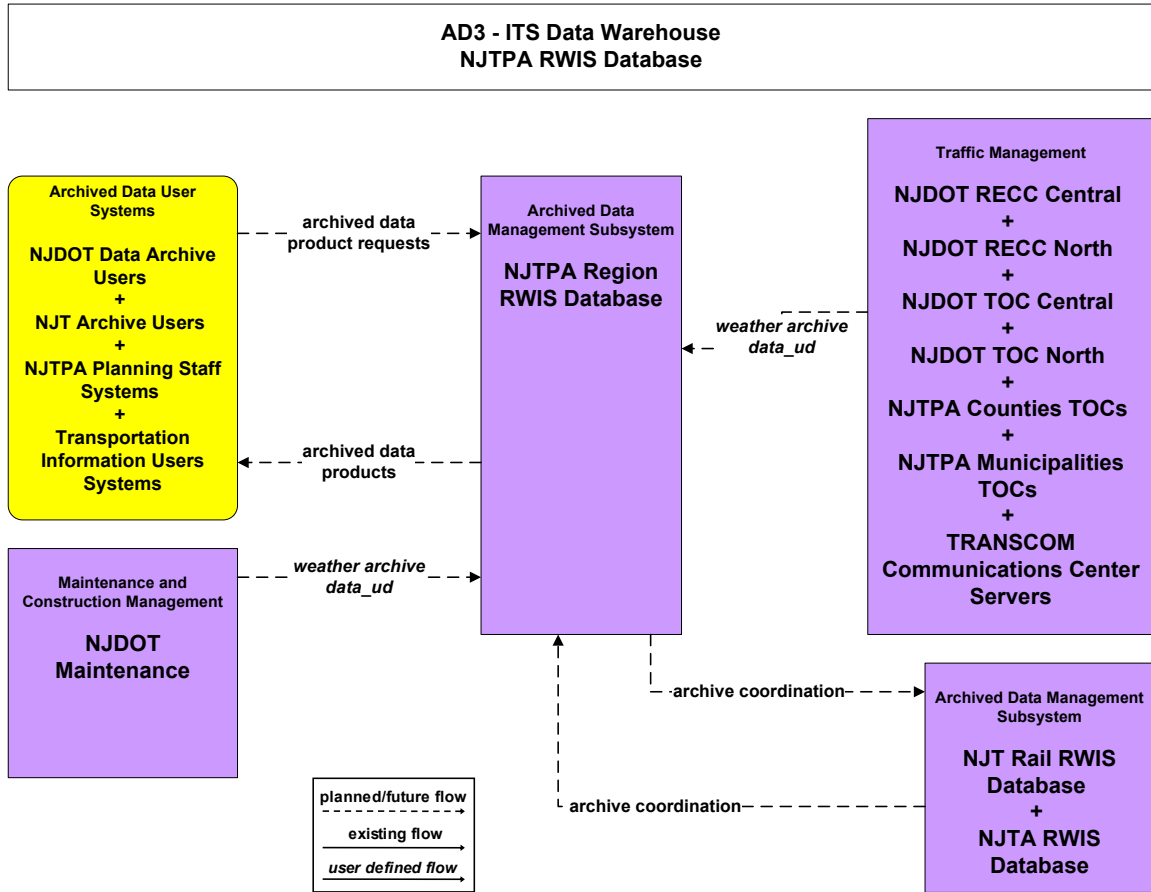 AD3 - ITS Data Warehouse
NJTPA RWIS Database
Archived Data User
Systems
NJDOT Data Archive
Users
+
NJT Archive Users
+
NJTPA Planning Staff
Systems
+
Transportation
Information Users
Systems
archived data
product requests
archived data
products
Archived Data
Management Subsystem
NJTPA Region
RWIS Database
weather archive
data_ud
Traffic Management
NJDOT RECC Central
+
NJDOT RECC North
+
NJDOT TOC Central
+
NJDOT TOC North
+
NJTPA Counties TOCs
+
NJTPA Municipalities
TOCs
+
TRANSCOM
Communications Center
Servers
Maintenance and
Construction Management
NJDOT
Maintenance
weather archive
data_ud
archive coordination
archive coordination
Archived Data Management
Subsystem
NJT Rail RWIS
Database
+
NJTA RWIS
Database
planned/future flow
existing flow
user defined flow